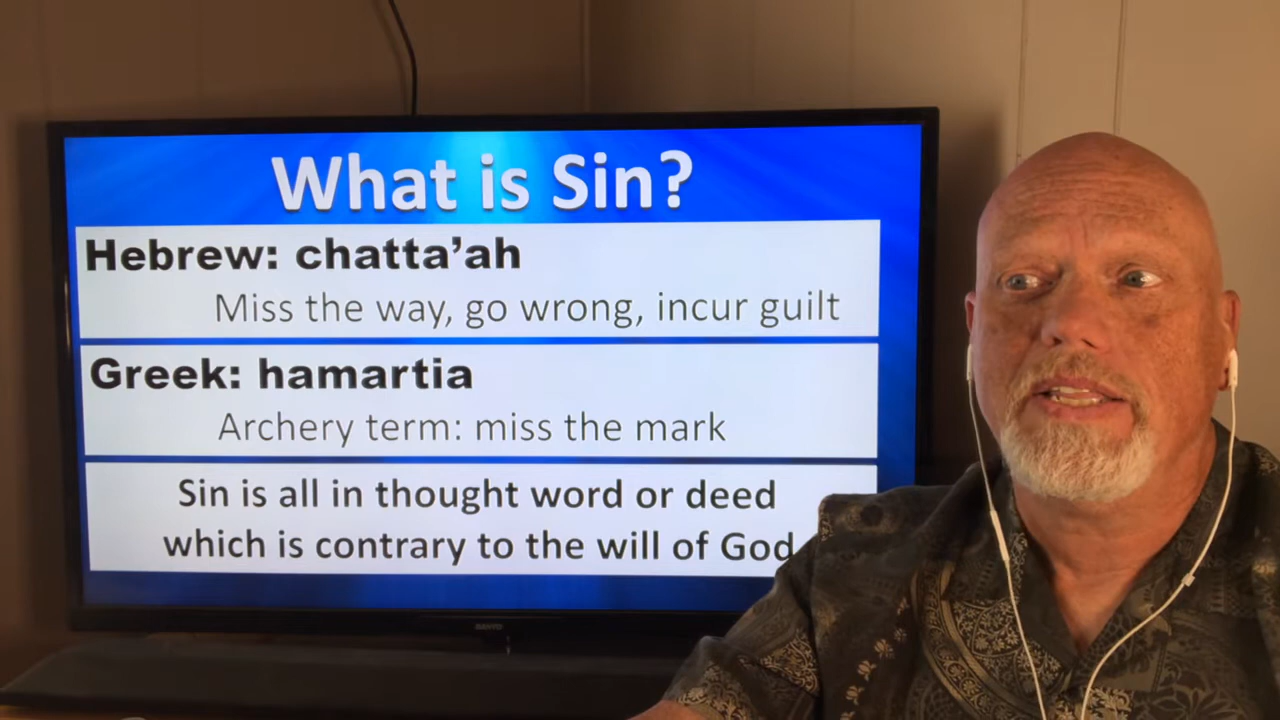 What is Sin?
Hebrew: chatta’ah
Miss the way, go wrong, incur guilt
Greek: hamartia
Archery term: miss the mark
Sin is all in thought word or deed
which is contrary to the will of God
SANYO